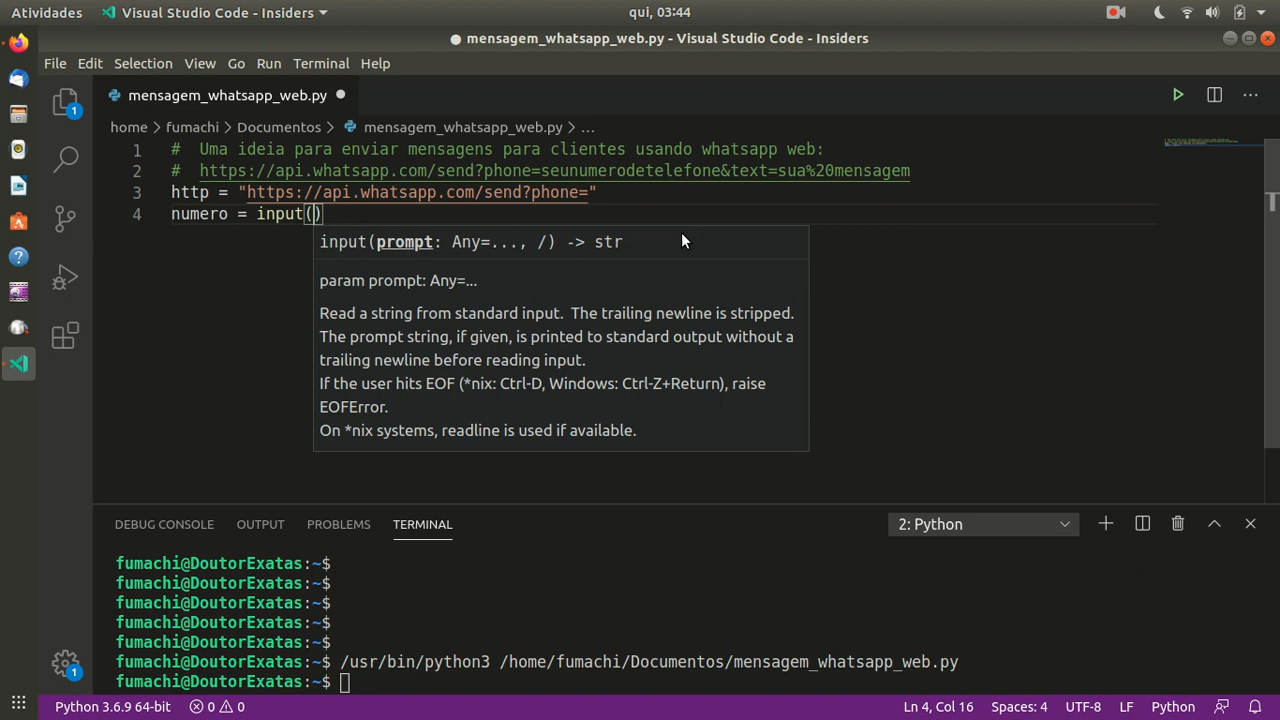 Atividades
Visual Studio Code - Insiders
qui, 03:44
mensagem_whatsapp_web.py - Visual Studio Code - Insiders
File Edit Selection View Go Run Terminal Help
mensagem_whatsapp_web.py
home > fumachi > Documentos > mensagem_whatsapp_web.py > ...
1 # Uma ideia para enviar mensagens para clientes usando whatsapp web:
2 # https://api.whatsapp.com/send?phone=seunumerodetelefone&text=sua%20mensagem
3 http = "https://api.whatsapp.com/send?phone="
4 numero = input()
input(prompt: Any=..., /) -> str
param prompt: Any=...
Read a string from standard input. The trailing newline is stripped.
The prompt string, if given, is printed to standard output without a
trailing newline before reading input.
If the user hits EOF (*nix: Ctrl-D, Windows: Ctrl-Z+Return), raise
EOFError.
On *nix systems, readline is used if available.
DEBUG CONSOLE OUTPUT PROBLEMS TERMINAL
2: Python
fumachi@DoutorExatas:~$
fumachi@DoutorExatas:~$
fumachi@DoutorExatas:~$
fumachi@DoutorExatas:~$
fumachi@DoutorExatas:~$
fumachi@DoutorExatas:~$ /usr/bin/python3 /home/fumachi/Documentos/mensagem_whatsapp_web.py
fumachi@DoutorExatas:~$
1
1
Python 3.6.9 64-bit 0 0 Ln 4, Col 16 Spaces: 4 UTF-8 LF Python